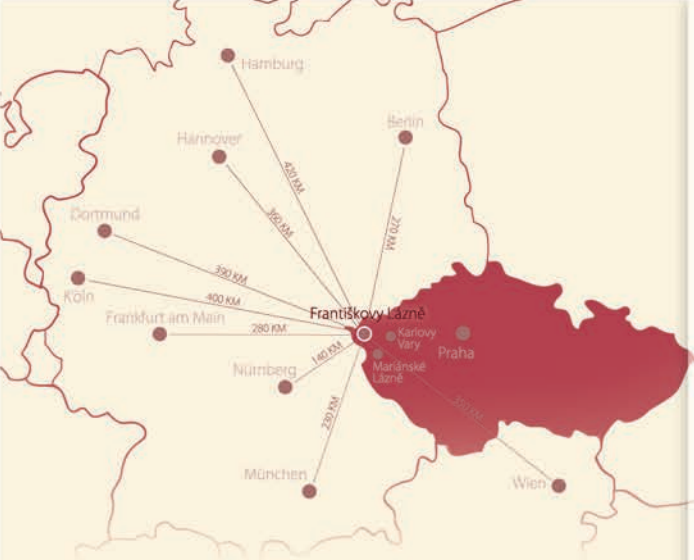 Hamburg
Berlin
Hannover
420 KM
360 KM
270 KM
Dortmund
390 KM
Köln
400 KM
Františkovy Lázně
Frankfurt am Main
280 KM
Karlovy
Vary
Praha
140 KM
Mariánské
Lázně
Nürnberg
230 KM
München
Wien